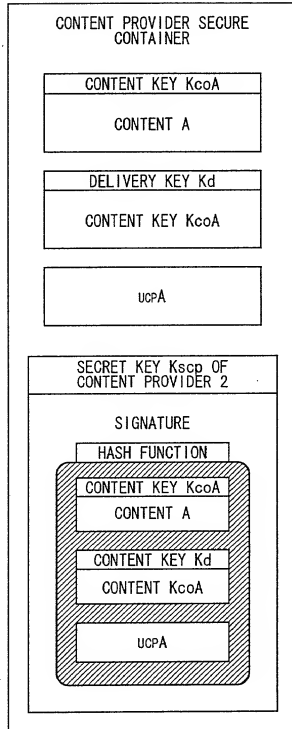 CONTENT PROVIDER SECURE
CONTAINER
CONTENT KEY KcoA
CONTENT A
DELIVERY KEY Kd
CONTENT KEY KcoA
UCPA
SECRET KEY Kscp OF
CONTENT PROVIDER 2
SIGNATURE
HASH FUNCTION
CONTENT KEY KcoA
CONTENT A
CONTENT KEY Kd
CONTENT KcoA
UCPA